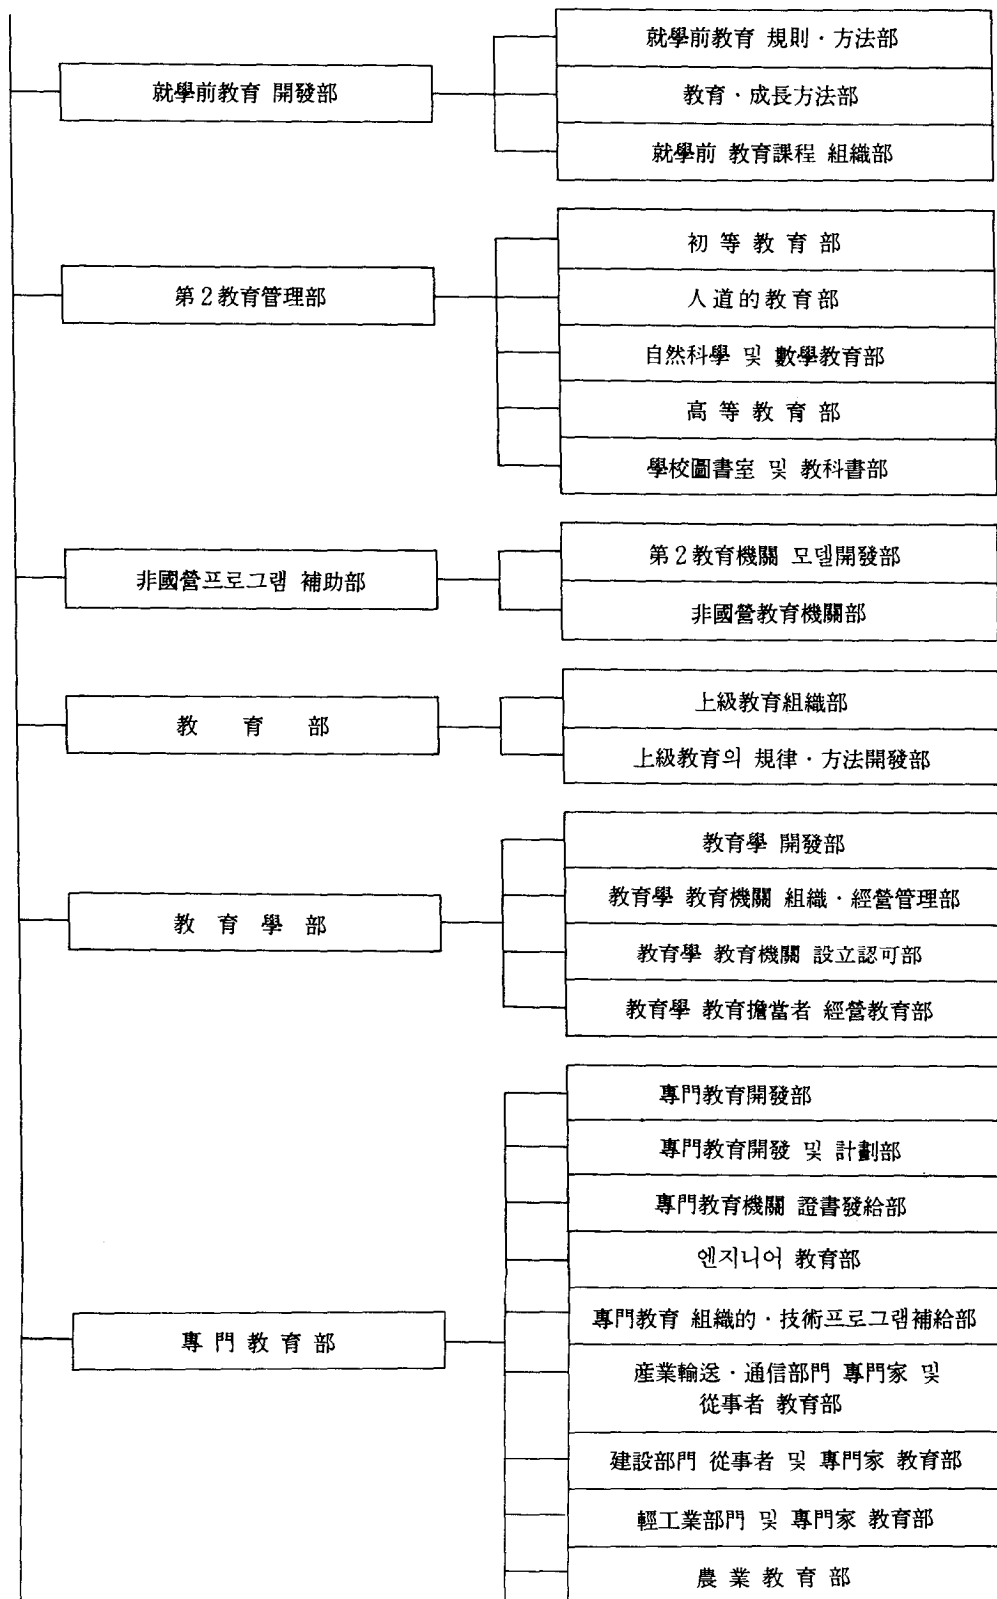 就學前教育 開發部
就學前教育 規則·方法部
教育·成長方法部
就學前 教育課程 組織部
第2教育管理部
初等教育部
人道的教育部
自然科學 및 數學教育部
高等教育部
學校圖書室 및 教科書部
非國營프로그램 補助部
第2教育機關 모델開發部
非國營教育機關部
教育部
上級教育組織部
上級教育의 規律·方法開發部
教育學部
教育學 開發部
教育學 教育機關 組織·經營管理部
教育學 教育機關 設立認可部
教育學 教育擔當者 經營教育部
專門教育部
專門教育開發部
專門教育開發 및 計劃部
專門教育機關 證書發給部
엔지니어 教育部
專門教育 組織的·技術프로그램補給部
産業輸送·通信部門 專門家 및
從事者 教育部
建設部門 從事者 및 專門家 教育部
輕工業部門 및 專門家 教育部
農業教育部